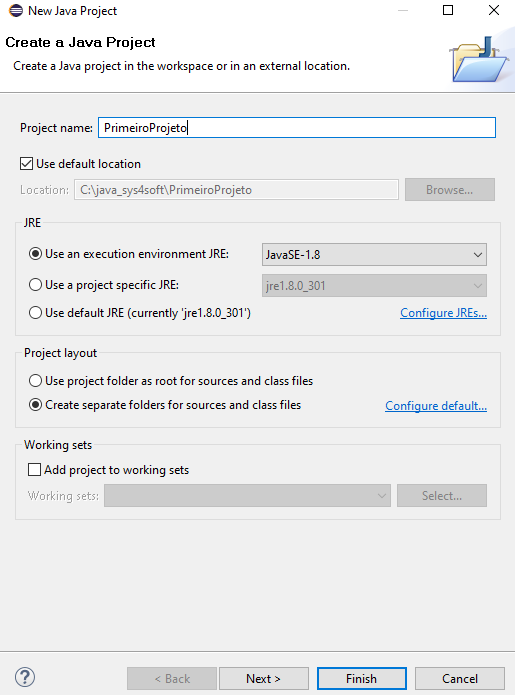 New Java Project
Create a Java Project
Create a Java project in the workspace or in an external location.
Project name: PrimeiroProjeto
Use default location
Location: C:\java_sys4soft\PrimeiroProjeto Browse...
JRE
Use an execution environment JRE: JavaSE-1.8
Use a project specific JRE: jre1.8.0_301
Use default JRE (currently 'jre1.8.0_301') Configure JREs...
Project layout
Use project folder as root for sources and class files
Create separate folders for sources and class files Configure default...
Working sets
Add project to working sets
Working sets: Select...
? < Back Next > Finish Cancel